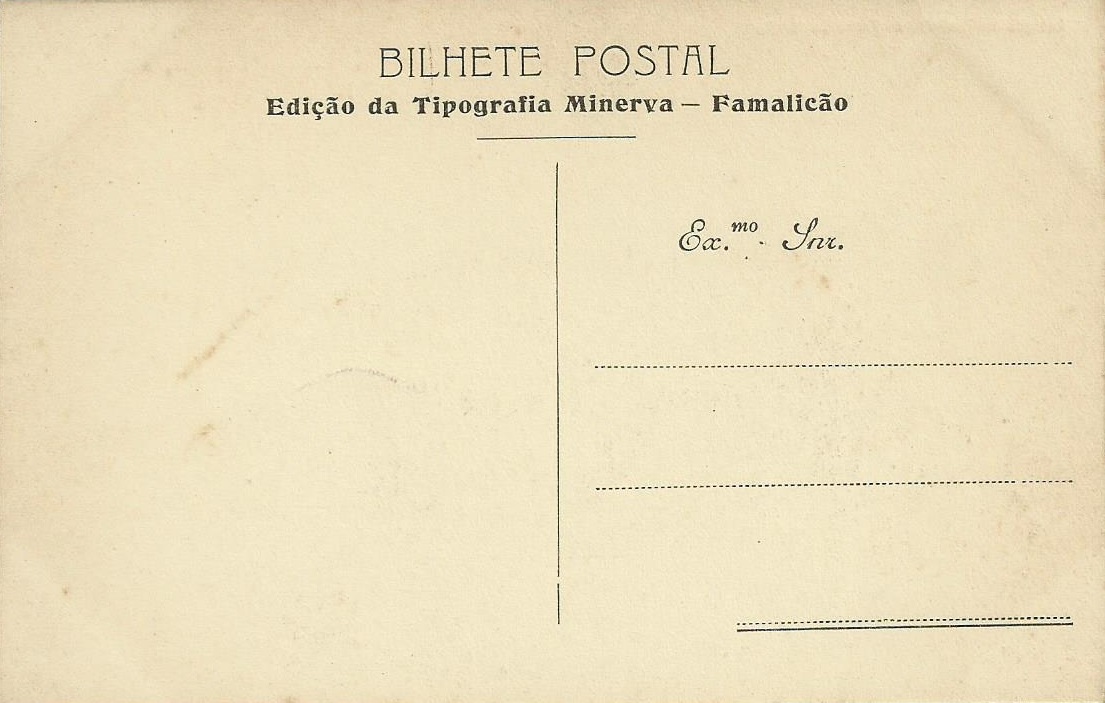 BILHETE POSTAL
Edição da Tipografia Minerva — Famalicão
Ex.mo Snr.